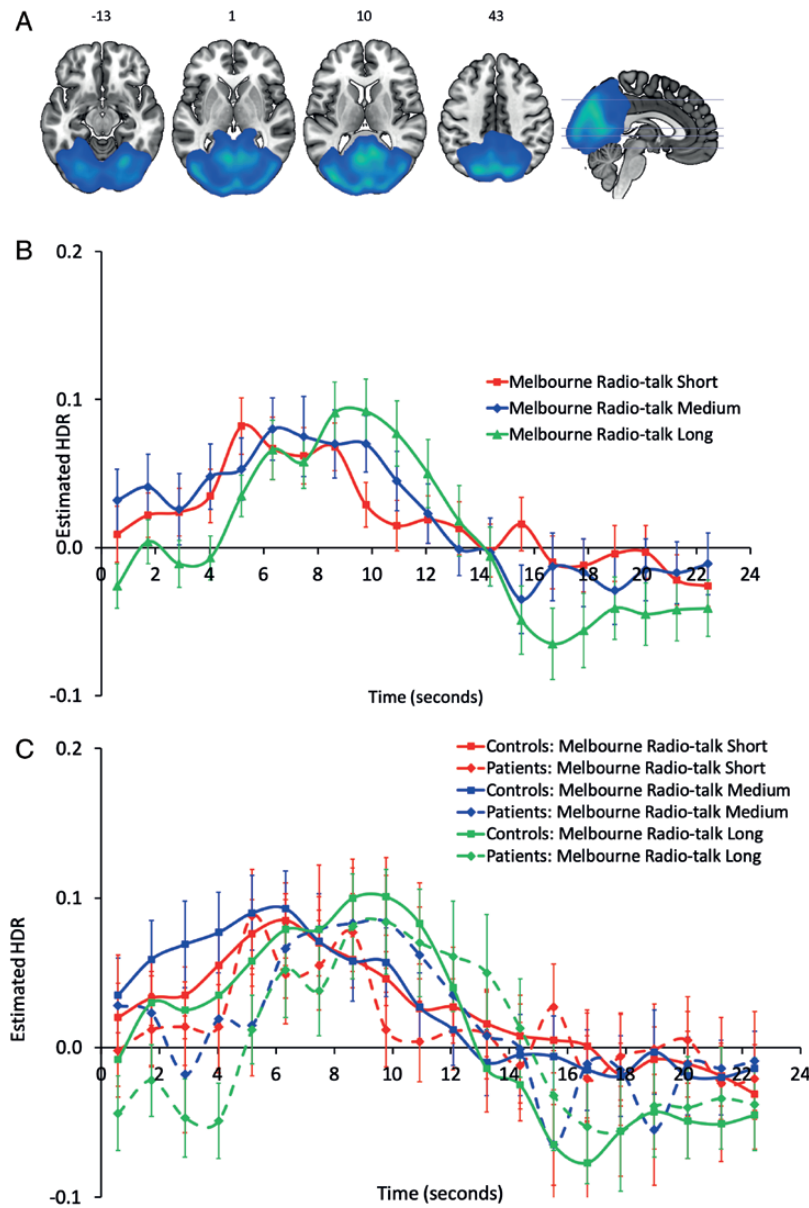 A
-13 1 10 43
B
0.2
0.1
0.0
-0.1
Estimated HDR
Melbourne Radio-talk Short
Melbourne Radio-talk Medium
Melbourne Radio-talk Long
0 2 4 6 8 10 12 14 16 18 20 22 24
Time (seconds)
C
0.2
0.1
0.0
-0.1
Estimated HDR
Controls: Melbourne Radio-talk Short
Patients: Melbourne Radio-talk Short
Controls: Melbourne Radio-talk Medium
Patients: Melbourne Radio-talk Medium
Controls: Melbourne Radio-talk Long
Patients: Melbourne Radio-talk Long
0 2 4 6 8 10 12 14 16 18 20 22 24
Time (seconds)